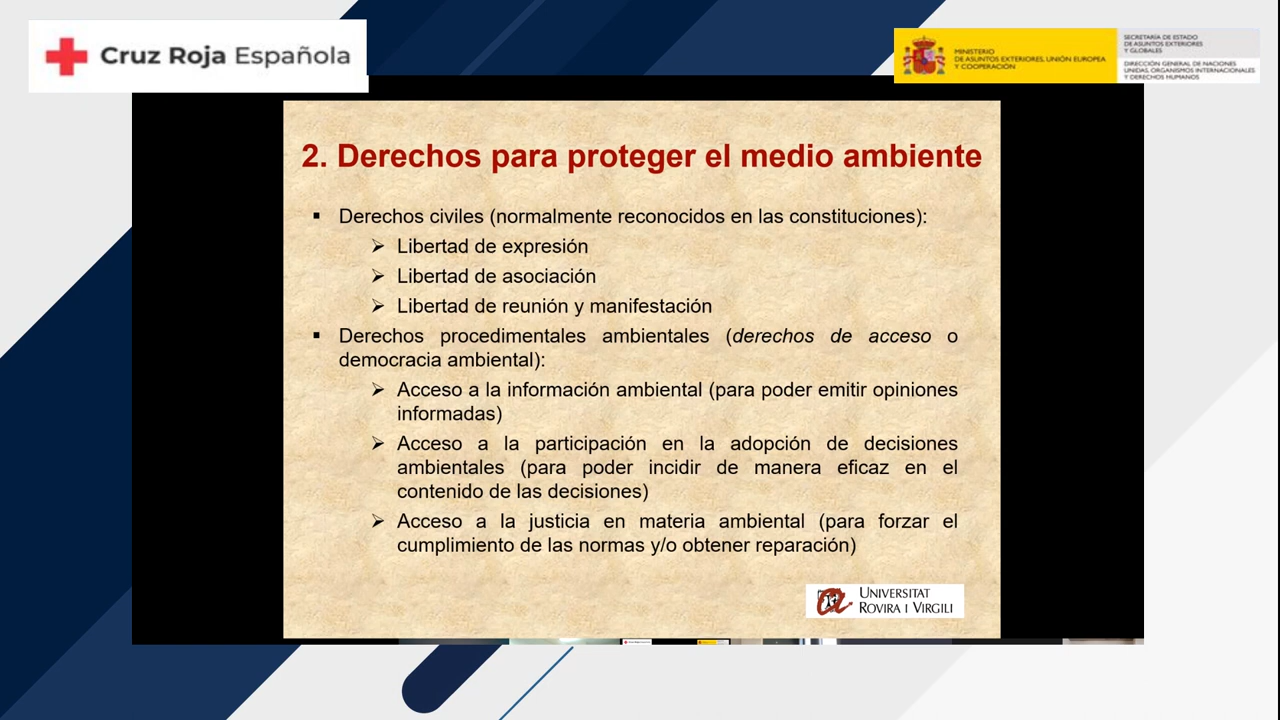 Cruz Roja Española
MINISTERIO
DE ASUNTOS EXTERIORES, UNIÓN EUROPEA
Y COOPERACIÓN
SECRETARÍA DE ESTADO
DE ASUNTOS EXTERIORES
Y GLOBALES
DIRECCIÓN GENERAL DE NACIONES
UNIDAS, ORGANISMOS INTERNACIONALES
Y DERECHOS HUMANOS
2. Derechos para proteger el medio ambiente
▪ Derechos civiles (normalmente reconocidos en las constituciones):
➢ Libertad de expresión
➢ Libertad de asociación
➢ Libertad de reunión y manifestación
▪ Derechos procedimentales ambientales (derechos de acceso o
democracia ambiental):
➢ Acceso a la información ambiental (para poder emitir opiniones
informadas)
➢ Acceso a la participación en la adopción de decisiones
ambientales (para poder incidir de manera eficaz en el
contenido de las decisiones)
➢ Acceso a la justicia en materia ambiental (para forzar el
cumplimiento de las normas y/o obtener reparación)
UNIVERSITAT
ROVIRA I VIRGILI